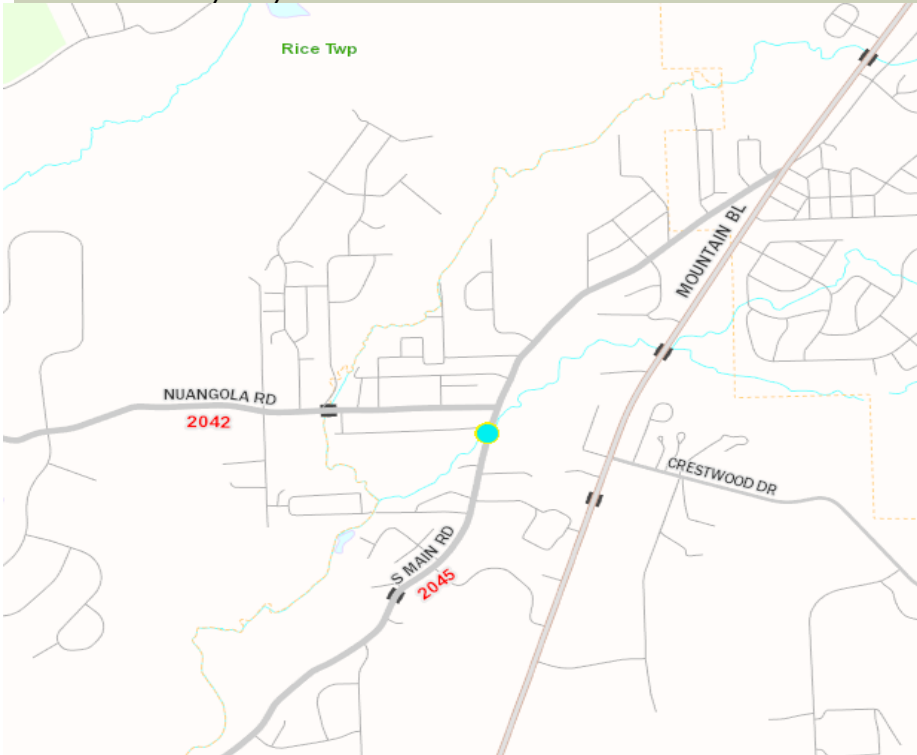 Rice Twp
MOUNTAIN BL
NUANGOLA RD
2042
CRESTWOOD DR
S MAIN RD
2045